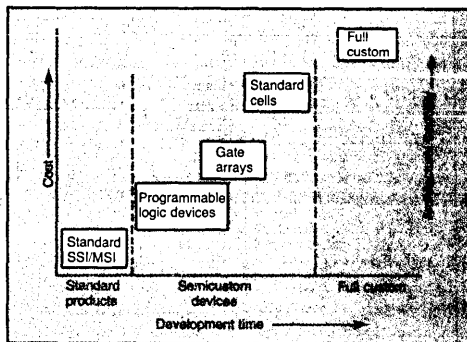 Full
custom
Standard
cells
Gate
arrays
Programmable
logic devices
Standard
SSI/MSI
Cost
Standard
products
Semicustom
devices
Full custom
Development time